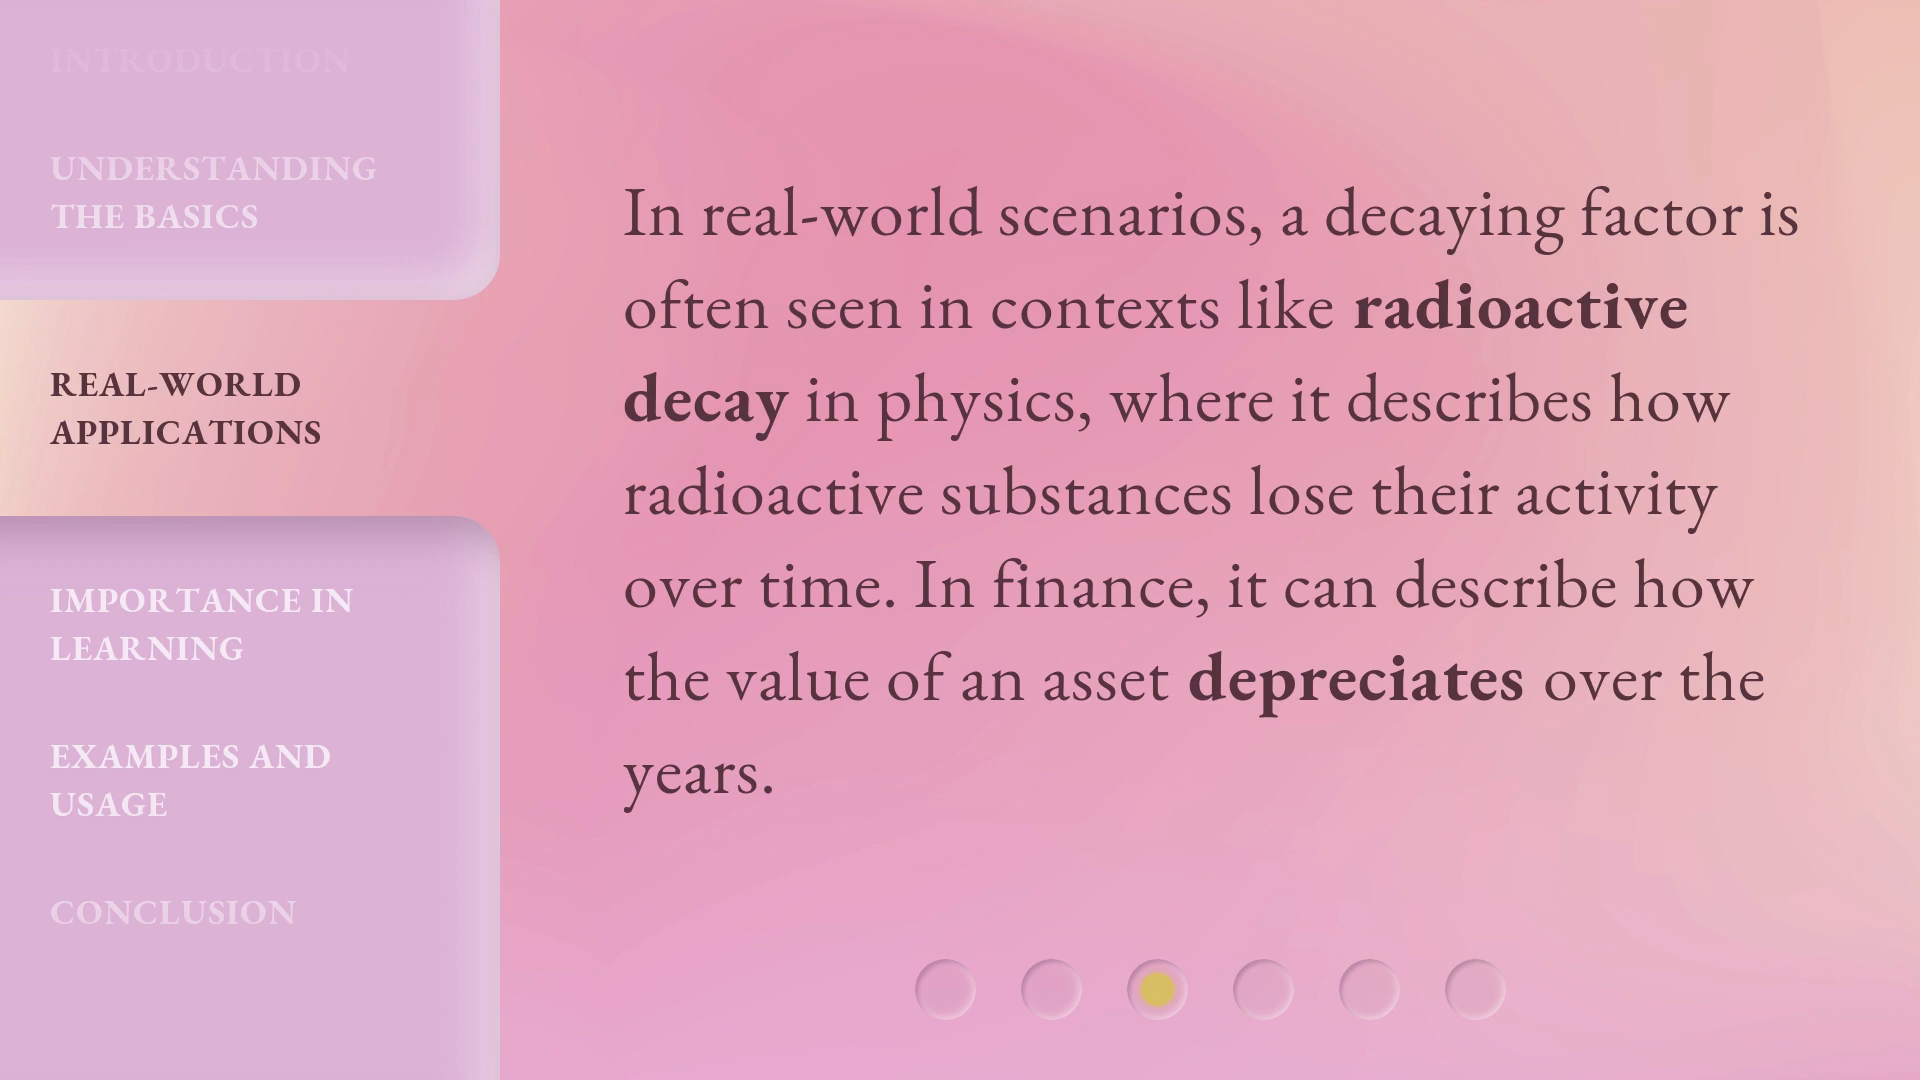 INTRODUCTION
UNDERSTANDING
THE BASICS
REAL-WORLD
APPLICATIONS
IMPORTANCE IN
LEARNING
EXAMPLES AND
USAGE
CONCLUSION
In real-world scenarios, a decaying factor is
often seen in contexts like radioactive
decay in physics, where it describes how
radioactive substances lose their activity
over time. In finance, it can describe how
the value of an asset depreciates over the
years.